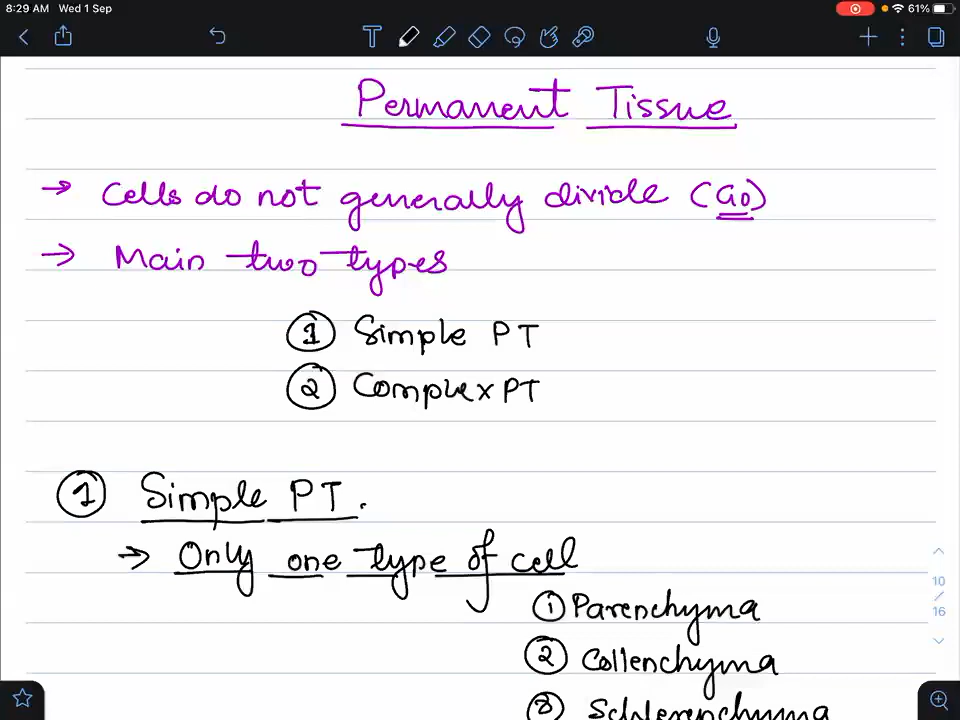 8:29 AM Wed 1 Sep
61%
Permanent Tissue
→ Cells do not generally divide (G0)
→ Main two types
① Simple PT
② Complex PT
① Simple PT.
→ Only one type of cell
① Parenchyma
② Collenchyma
③ Schlerenchyma
10
/
16